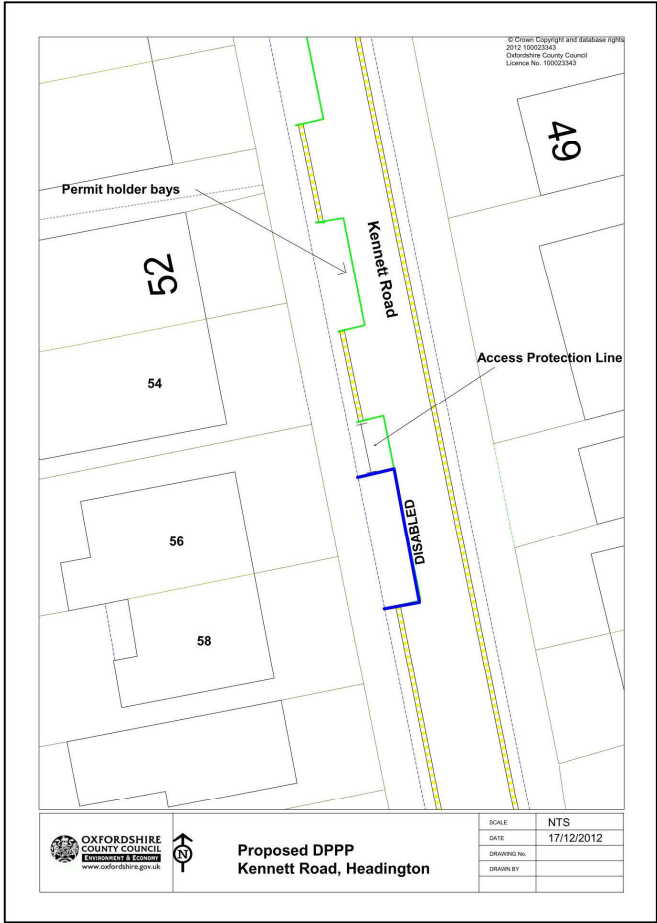 © Crown Copyright and database rights
2012 100023343
Oxfordshire County Council
Licence No. 100023343
49
Permit holder bays
52
Kennett Road
Access Protection Line
54
DISABLED
56
58
OXFORDSHIRE
COUNTY COUNCIL
ENVIRONMENT & ECONOMY
www.oxfordshire.gov.uk
N
Proposed DPPP
Kennett Road, Headington
SCALE NTS
DATE 17/12/2012
DRAWING No.
DRAWN BY